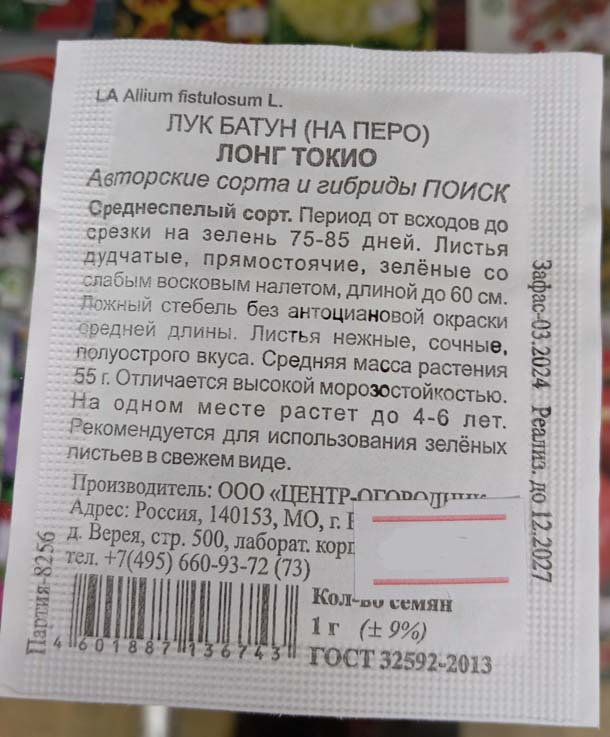 LA Allium fistulosum L.
ЛУК БАТУН (НА ПЕРО)
ЛОНГ ТОКИО
Авторские сорта и гибриды ПОИСК
Среднеспелый сорт. Период от всходов до
срезки на зелень 75-85 дней. Листья
дудчатые, прямостоячие, зелёные со
слабым восковым налетом, длиной до 60 см.
Ложный стебель без антоциановой окраски
средней длины. Листья нежные, сочные,
полуострого вкуса. Средняя масса растения
55 г. Отличается высокой морозостойкостью.
На одном месте растет до 4-6 лет.
Рекомендуется для использования зелёных
листьев в свежем виде.
Производитель: ООО «ЦЕНТР-ОГОРОДНИК
Адрес: Россия, 140153, МО, г.
д. Верея, стр. 500, лаборат.
тел. +7(495) 660-93-72 (73)
Кол-во семян
1 г (± 9%)
ГОСТ 32592-2013
4 601887 136743
Партия-8256
Зафас-03.2024 Реализ. до 12.2027